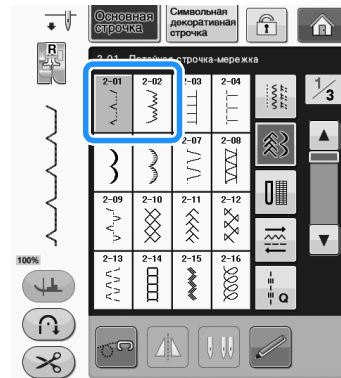 Основная строчка
Символьная декоративная строчка
R
2-01 Потайная строчка-мережка
1/3
2-01 2-02 2-03 2-04
2-07 2-08
2-09 2-10 2-11 2-12
2-13 2-14 2-15 2-16
100%
Q